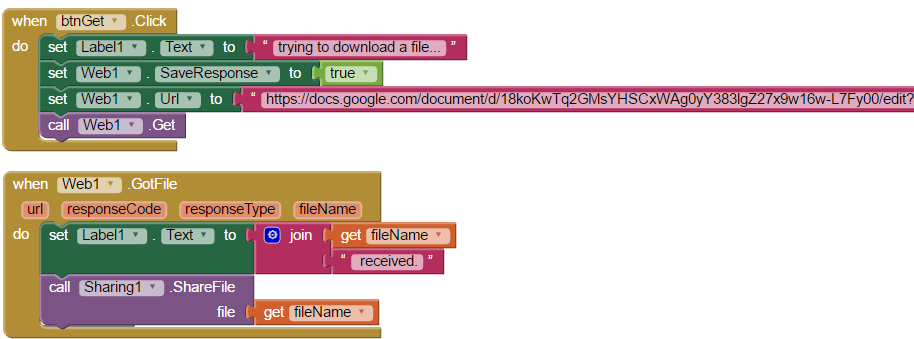 when btnGet .Click
do set Label1 . Text to " trying to download a file... "
set Web1 . SaveResponse to true
set Web1 . Url to " https://docs.google.com/document/d/18koKwTq2GMsYHSCxWAg0yY383lgZ27x9w16w-L7Fy00/edit?
call Web1 .Get
when Web1 .GotFile
url responseCode responseType fileName
do set Label1 . Text to join get fileName
" received. "
call Sharing1 .ShareFile
file get fileName